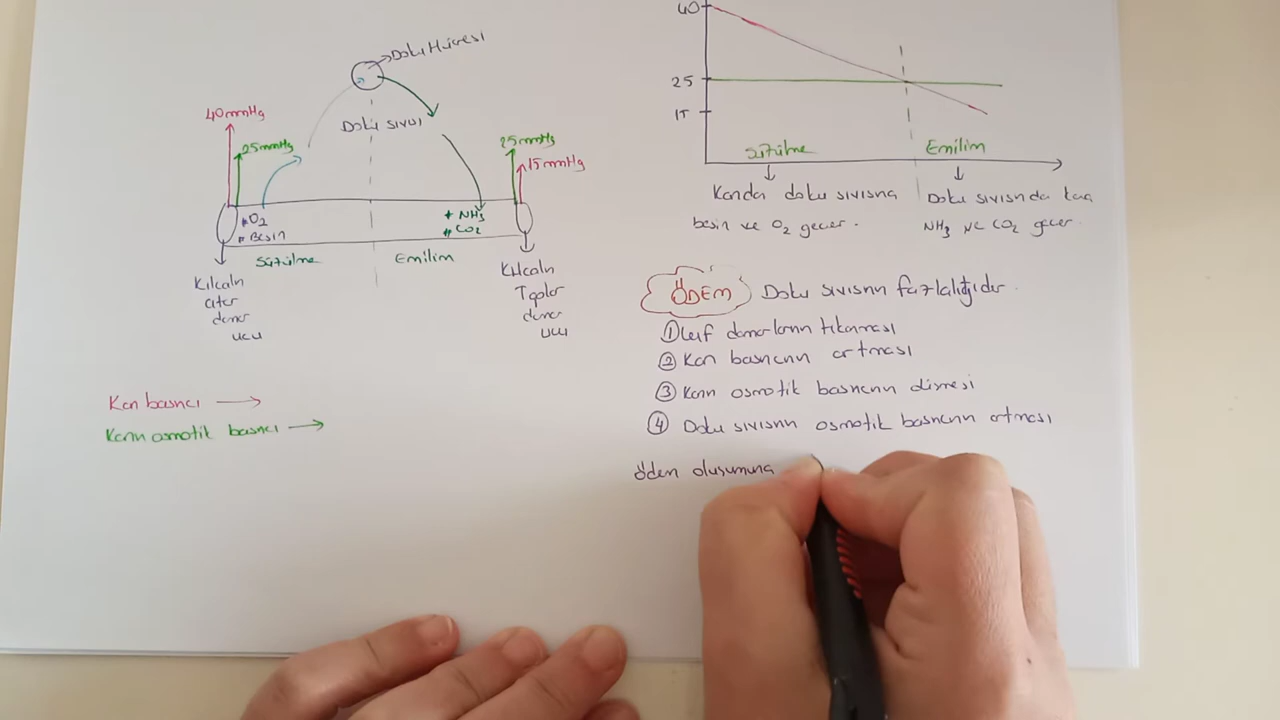 Doku Hücresi
40mmHg
25mmHg
Doku sıvısı
25mmHg
15mmHg
* O2
* Besin
* NH3
* CO2
Süzülme
Emilim
Kılcalın
atar
damar
ucu
Kılcalın
Toplar
damar
ucu
Kan basıncı
Kanın osmotik basıncı
40
25
15
Süzülme
Emilim
Kandan doku sıvısına
besin ve O2 geçer.
Doku sıvısından kana
NH3 ve CO2 geçer.
ÖDEM Doku sıvısının fazlalığıdır.
① Lenf damarlarının tıkanması
② Kan basıncının artması
③ Kanın osmotik basıncının düşmesi
④ Doku sıvısının osmotik basıncının artması
Ödem oluşumuna